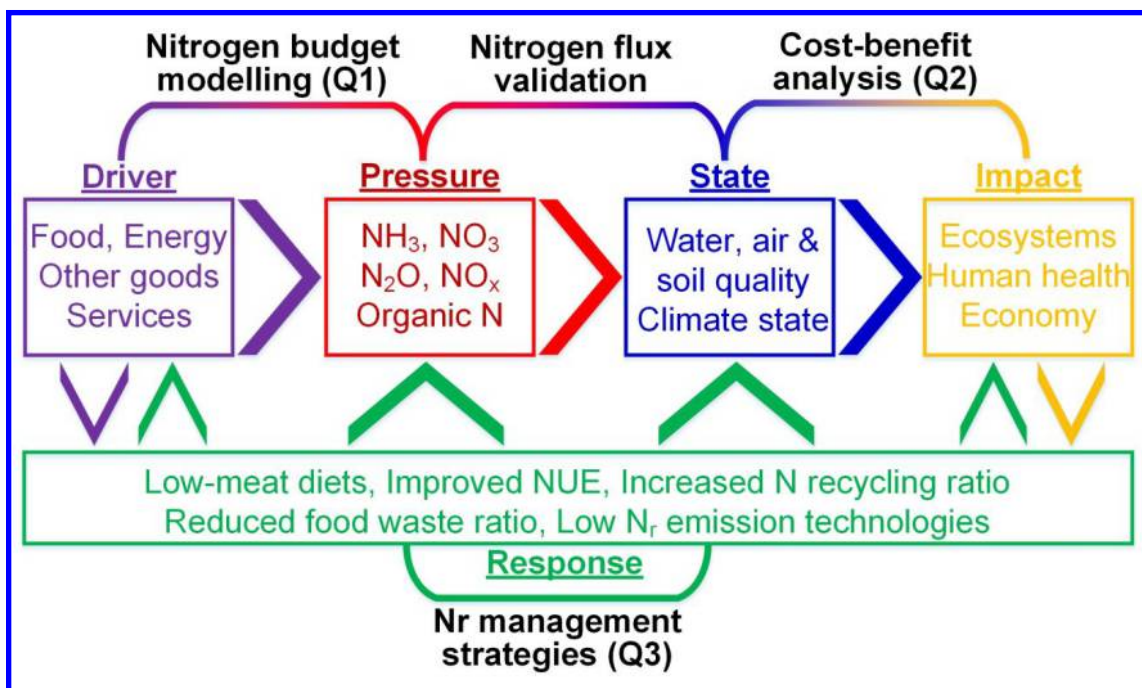 Nitrogen budget
modelling (Q1)
Nitrogen flux
validation
Cost-benefit
analysis (Q2)
Driver
Food, Energy
Other goods
Services
Pressure
NH₃, NO₃
N₂O, NOₓ
Organic N
State
Water, air &
soil quality
Climate state
Impact
Ecosystems
Human health
Economy
Low-meat diets, Improved NUE, Increased N recycling ratio
Reduced food waste ratio, Low Nᵣ emission technologies
Response
Nr management
strategies (Q3)